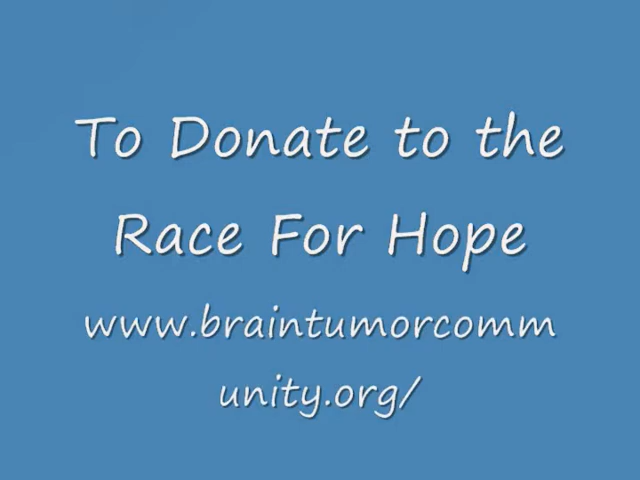 To Donate to the
Race For Hope
www.braintumorcomm
unity.org/